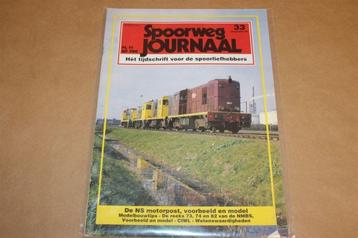 Spoorweg
JOURNAAL
33
Hét tijdschrift voor de spoorliefhebbers
De NS motorpost, voorbeeld en model
Modelbouwtips - De reeks 73, 74 en 82 van de NMBS,
Voorbeeld en model - CIWL - Wetenswaardigheden